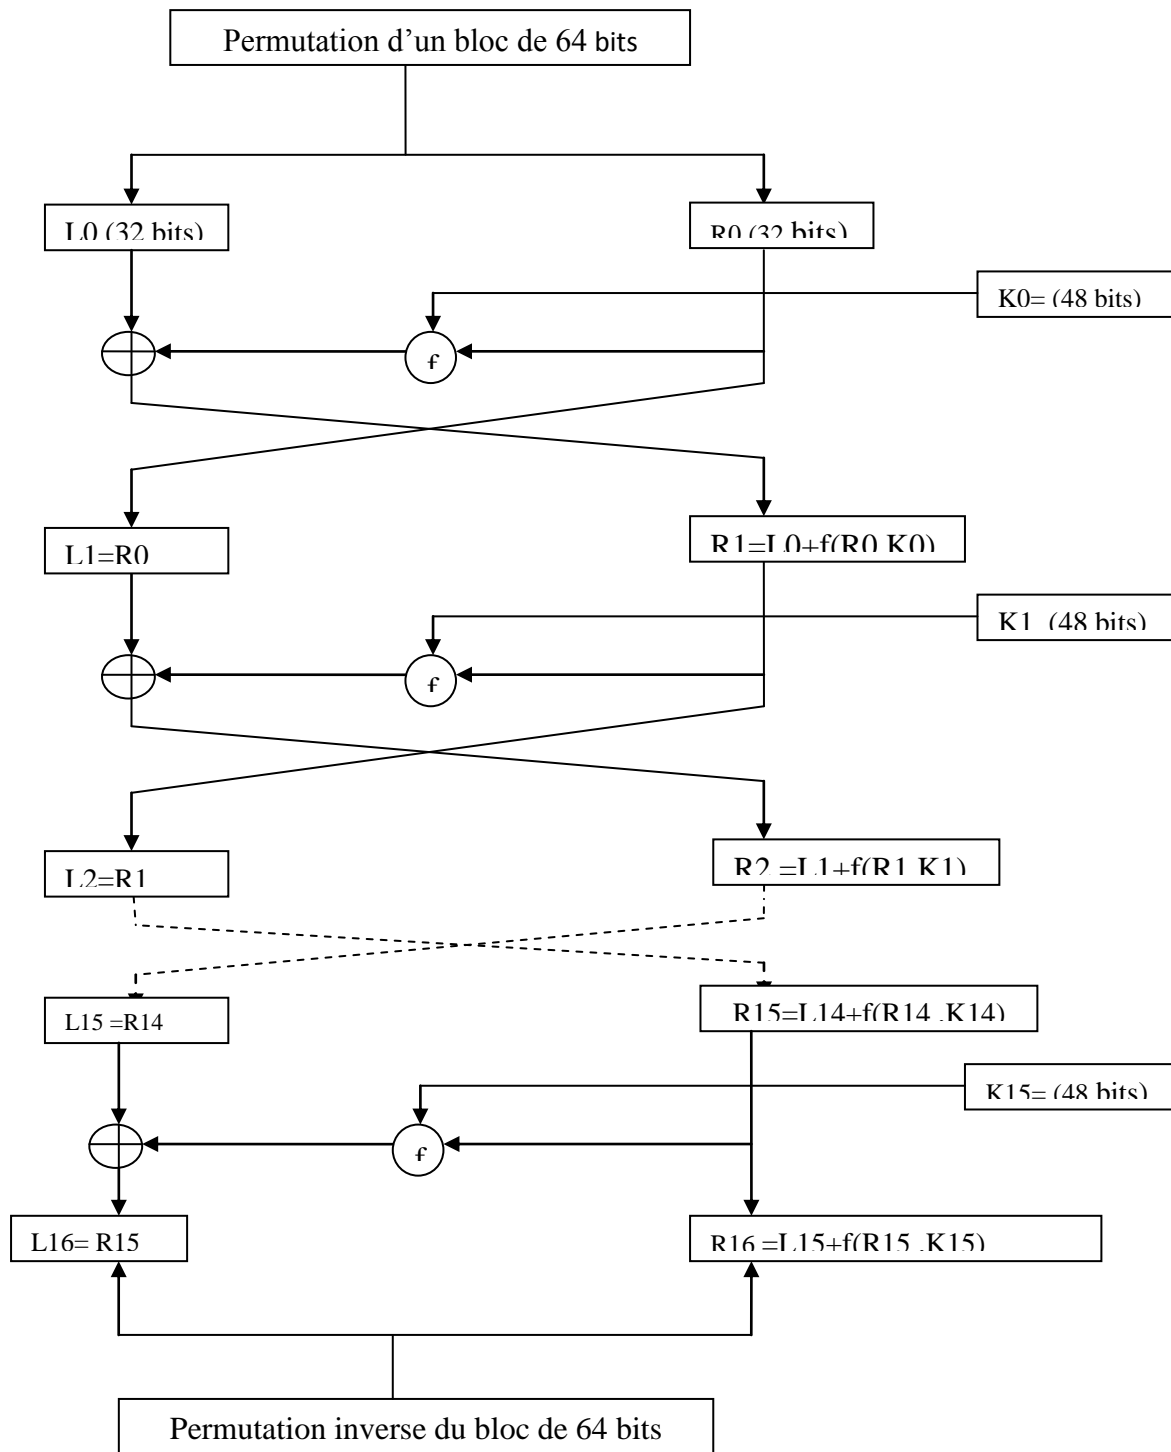 Permutation d’un bloc de 64 bits
L0 (32 bits)
R0 (32 bits)
K0= (48 bits)
f
L1=R0
R1=L0+f(R0,K0)
K1 (48 bits)
f
L2=R1
R2 =L1+f(R1,K1)
L15 =R14
R15=L14+f(R14 ,K14)
K15= (48 bits)
f
L16= R15
R16 =L15+f(R15 ,K15)
Permutation inverse du bloc de 64 bits